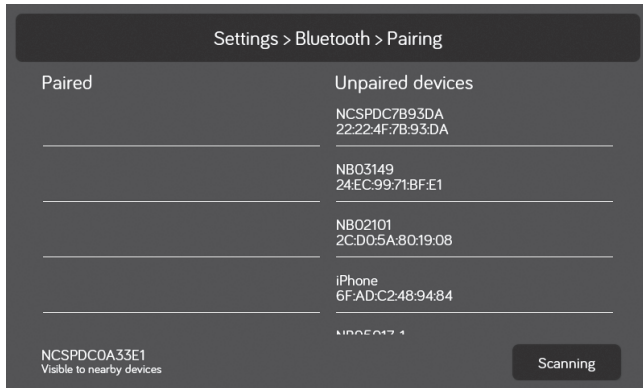 Settings > Bluetooth > Pairing
Paired
Unpaired devices
NCSPDC7B93DA
22:22:4F:7B:93:DA
NB03149
24:EC:99:71:BF:E1
NB02101
2C:D0:5A:80:19:08
iPhone
6F:AD:C2:48:94:84
NCSPDC0A33E1
Visible to nearby devices
Scanning